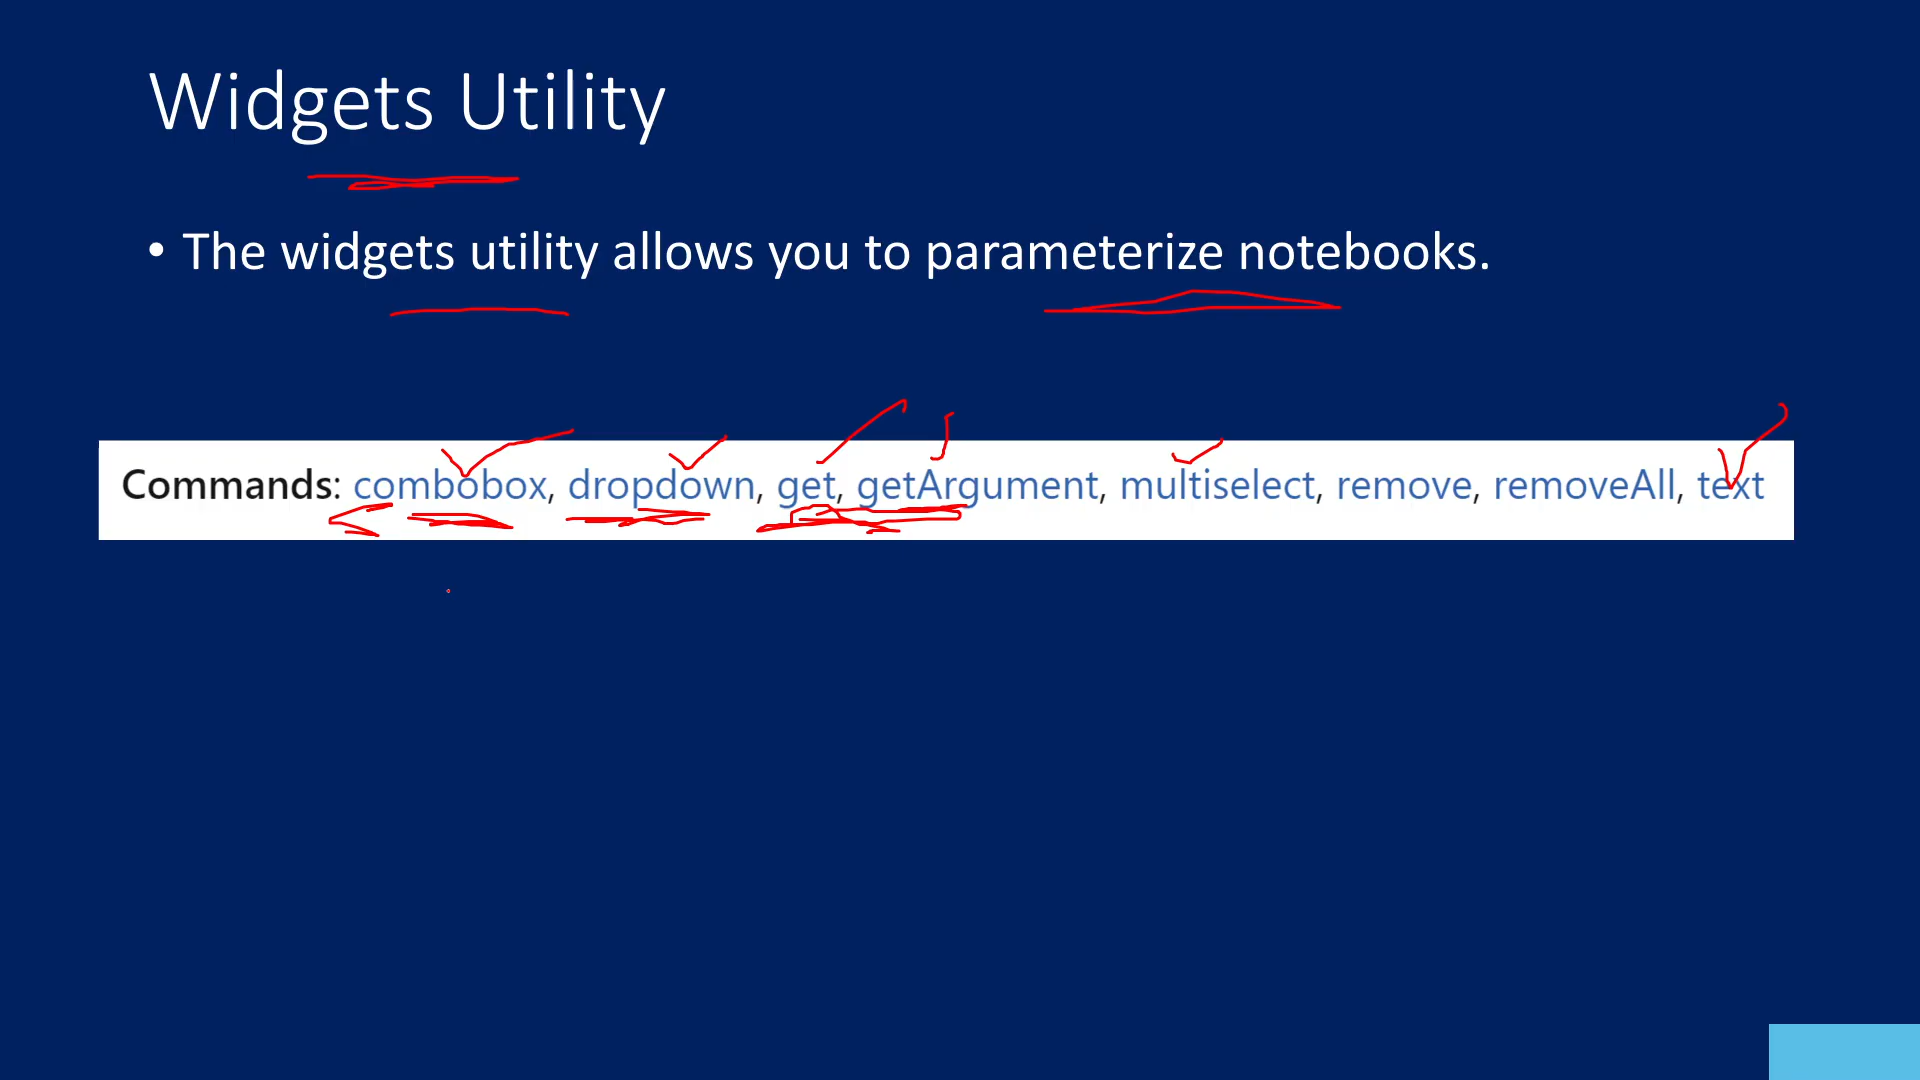 Widgets Utility
• The widgets utility allows you to parameterize notebooks.
Commands: combobox, dropdown, get, getArgument, multiselect, remove, removeAll, text